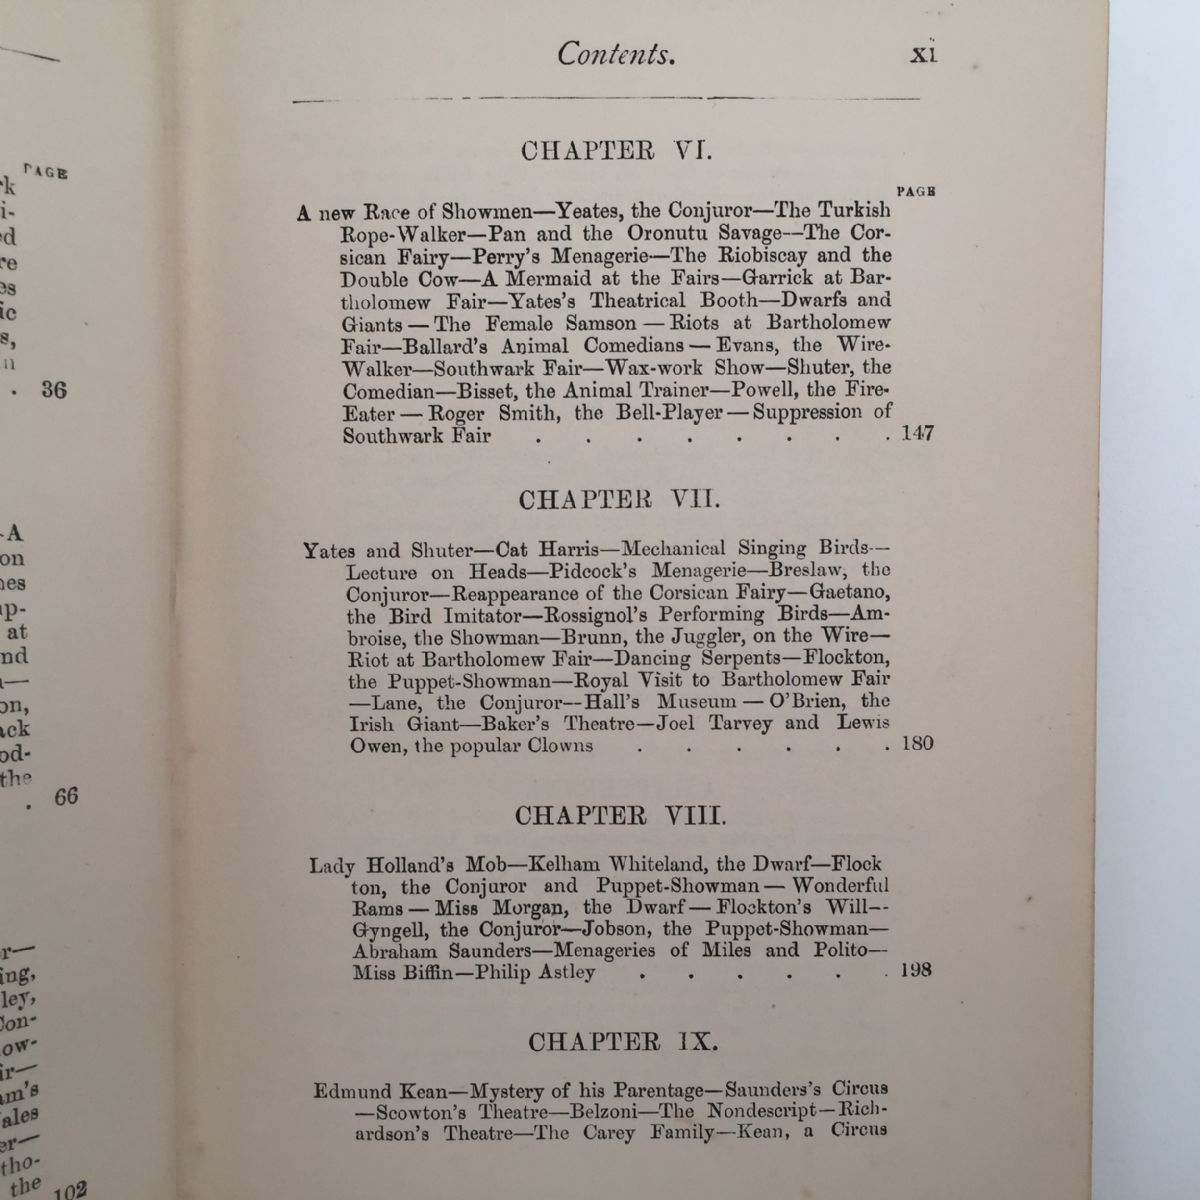 PAGE
36
-A
on
at
66
the
102
Contents.
xi
CHAPTER VI.
PAGE
A new Race of Showmen—Yeates, the Conjuror—The Turkish
Rope-Walker—Pan and the Oronutu Savage—The Cor-
sican Fairy—Perry's Menagerie—The Riobiscay and the
Double Cow—A Mermaid at the Fairs—Garrick at Bar-
tholomew Fair—Yates's Theatrical Booth—Dwarfs and
Giants — The Female Samson — Riots at Bartholomew
Fair—Ballard's Animal Comedians — Evans, the Wire-
Walker—Southwark Fair—Wax-work Show—Shuter, the
Comedian—Bisset, the Animal Trainer—Powell, the Fire-
Eater — Roger Smith, the Bell-Player — Suppression of
Southwark Fair . . . . . . . . 147
CHAPTER VII.
Yates and Shuter—Cat Harris—Mechanical Singing Birds—
Lecture on Heads—Pidcock's Menagerie—Breslaw, the
Conjuror—Reappearance of the Corsican Fairy—Gaetano,
the Bird Imitator—Rossignol's Performing Birds—Am-
broise, the Showman—Brunn, the Juggler, on the Wire—
Riot at Bartholomew Fair—Dancing Serpents—Flockton,
the Puppet-Showman—Royal Visit to Bartholomew Fair
—Lane, the Conjuror—Hall's Museum — O'Brien, the
Irish Giant—Baker's Theatre—Joel Tarvey and Lewis
Owen, the popular Clowns . . . . . . 180
CHAPTER VIII.
Lady Holland's Mob—Kelham Whiteland, the Dwarf—Flock
ton, the Conjuror and Puppet-Showman — Wonderful
Rams — Miss Morgan, the Dwarf — Flockton's Will—
Gyngell, the Conjuror—Jobson, the Puppet-Showman—
Abraham Saunders—Menageries of Miles and Polito—
Miss Biffin—Philip Astley . . . . . . 198
CHAPTER IX.
Edmund Kean—Mystery of his Parentage—Saunders's Circus
—Scowton's Theatre—Belzoni—The Nondescript—Rich-
ardson's Theatre—The Carey Family—Kean, a Circus